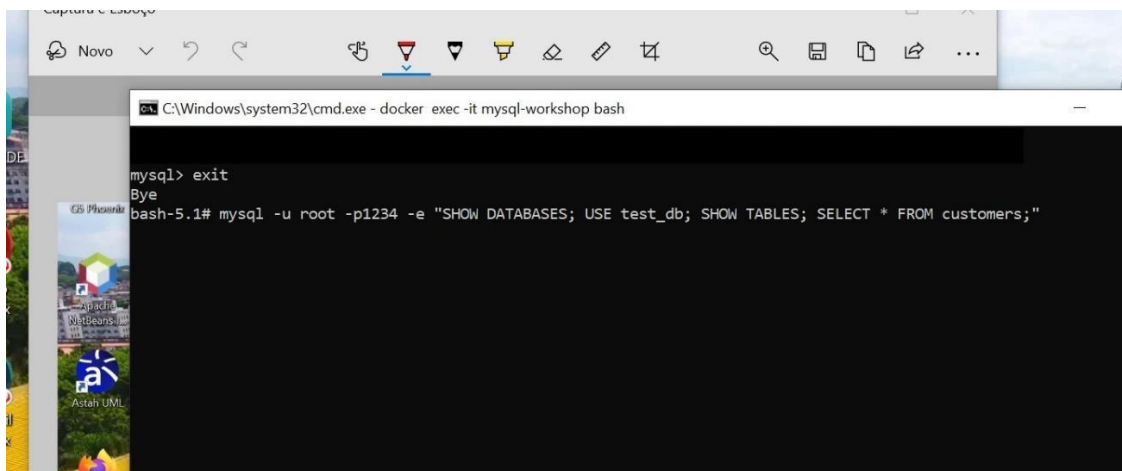 Captura e Esboço
Novo
C:\Windows\system32\cmd.exe - docker exec -it mysql-workshop bash
mysql> exit
Bye
bash-5.1# mysql -u root -p1234 -e "SHOW DATABASES; USE test_db; SHOW TABLES; SELECT * FROM customers;"
DE
GS Phoenix
Apache
NetBeans
Astah UML